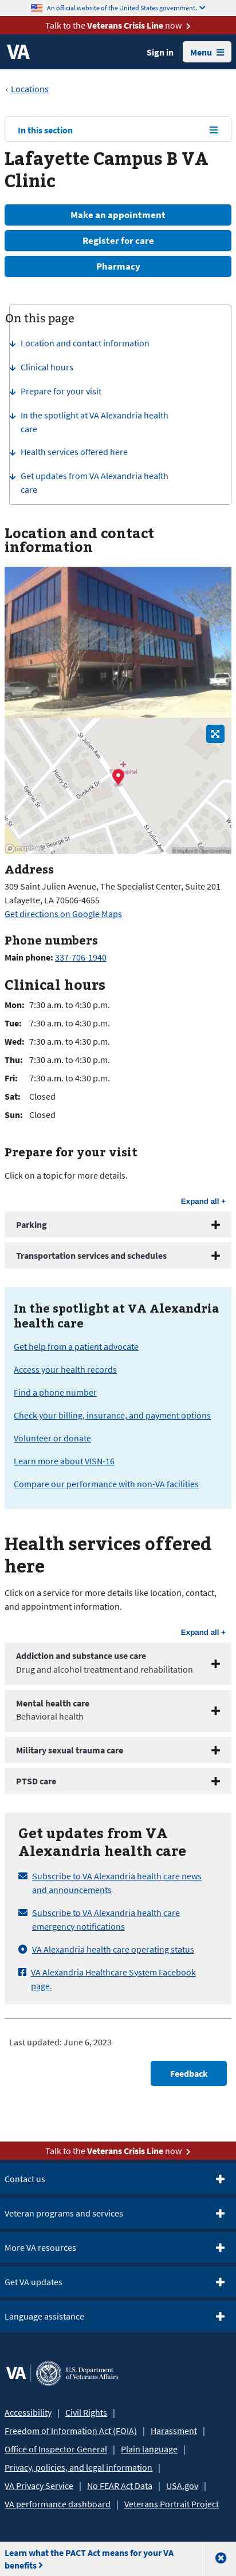 An official website of the United States government.
Talk to the Veterans Crisis Line now
VA
Sign in
Menu
Locations
In this section
Lafayette Campus B VA
Clinic
Make an appointment
Register for care
Pharmacy
On this page
Location and contact information
Clinical hours
Prepare for your visit
In the spotlight at VA Alexandria health
care
Health services offered here
Get updates from VA Alexandria health
care
Location and contact
information
St Julien Ave
Henry St
Dunkirk Dr
Gabriel St
St George St
St Julien Ave
Address
309 Saint Julien Avenue, The Specialist Center, Suite 201
Lafayette, LA 70506-4655
Get directions on Google Maps
Phone numbers
Main phone: 337-706-1940
Clinical hours
Mon: 7:30 a.m. to 4:30 p.m.
Tue: 7:30 a.m. to 4:30 p.m.
Wed: 7:30 a.m. to 4:30 p.m.
Thu: 7:30 a.m. to 4:30 p.m.
Fri: 7:30 a.m. to 4:30 p.m.
Sat: Closed
Sun: Closed
Prepare for your visit
Click on a topic for more details.
Expand all +
Parking
Transportation services and schedules
In the spotlight at VA Alexandria
health care
Get help from a patient advocate
Access your health records
Find a phone number
Check your billing, insurance, and payment options
Volunteer or donate
Learn more about VISN-16
Compare our performance with non-VA facilities
Health services offered
here
Click on a service for more details like location, contact,
and appointment information.
Expand all +
Addiction and substance use care
Drug and alcohol treatment and rehabilitation
Mental health care
Behavioral health
Military sexual trauma care
PTSD care
Get updates from VA
Alexandria health care
Subscribe to VA Alexandria health care news
and announcements
Subscribe to VA Alexandria health care
emergency notifications
VA Alexandria health care operating status
VA Alexandria Healthcare System Facebook
page.
Last updated: June 6, 2023
Feedback
Talk to the Veterans Crisis Line now
Contact us
Veteran programs and services
More VA resources
Get VA updates
Language assistance
VA | U.S. Department
of Veterans Affairs
Accessibility | Civil Rights |
Freedom of Information Act (FOIA) | Harassment |
Office of Inspector General | Plain language |
Privacy, policies, and legal information |
VA Privacy Service | No FEAR Act Data | USA.gov |
VA performance dashboard | Veterans Portrait Project
Learn what the PACT Act means for your VA
benefits